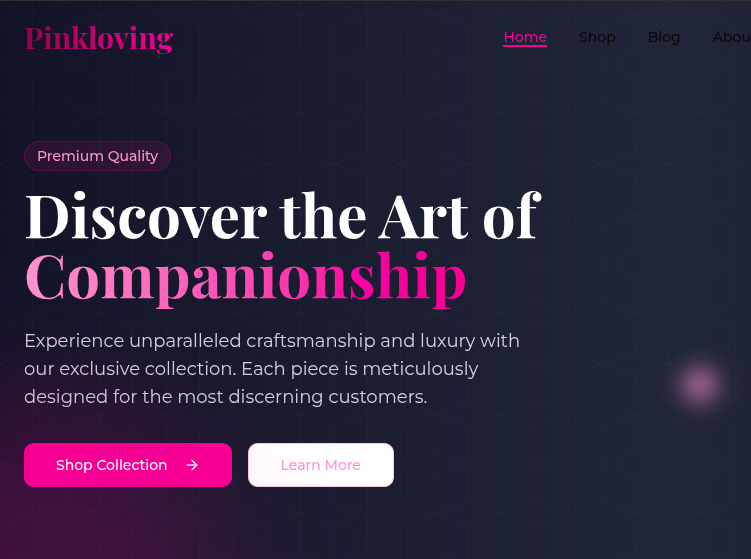 Pinkloving
Home Shop Blog Abou
Premium Quality
Discover the Art of
Companionship
Experience unparalleled craftsmanship and luxury with
our exclusive collection. Each piece is meticulously
designed for the most discerning customers.
Shop Collection → Learn More